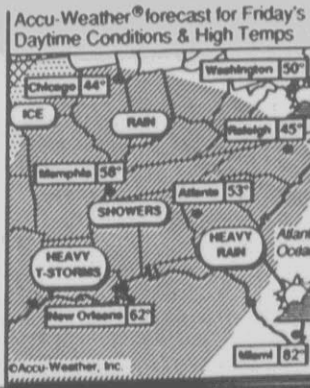 Accu-Weather® forecast for Friday's
Daytime Conditions & High Temps
Washington 50°
Chicago 44°
ICE
RAIN
Raleigh 45°
Memphis 58°
Atlanta 53°
SHOWERS
HEAVY
RAIN
Atlantic
Ocean
HEAVY
T-STORMS
New Orleans 62°
Miami 82°
©Accu-Weather, Inc.